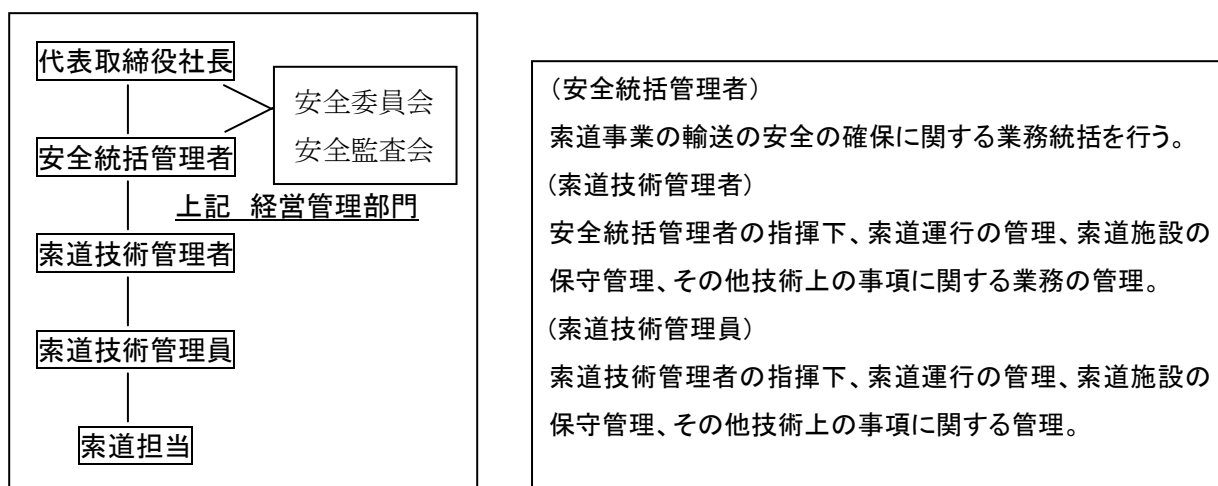 代表取締役社長
安全委員会
安全監査会
安全統括管理者
上記　経営管理部門
索道技術管理者
索道技術管理員
索道担当
（安全統括管理者）
索道事業の輸送の安全の確保に関する業務統括を行う。
（索道技術管理者）
安全統括管理者の指揮下、索道運行の管理、索道施設の
保守管理、その他技術上の事項に関する業務の管理。
（索道技術管理員）
索道技術管理者の指揮下、索道運行の管理、索道施設の
保守管理、その他技術上の事項に関する管理。